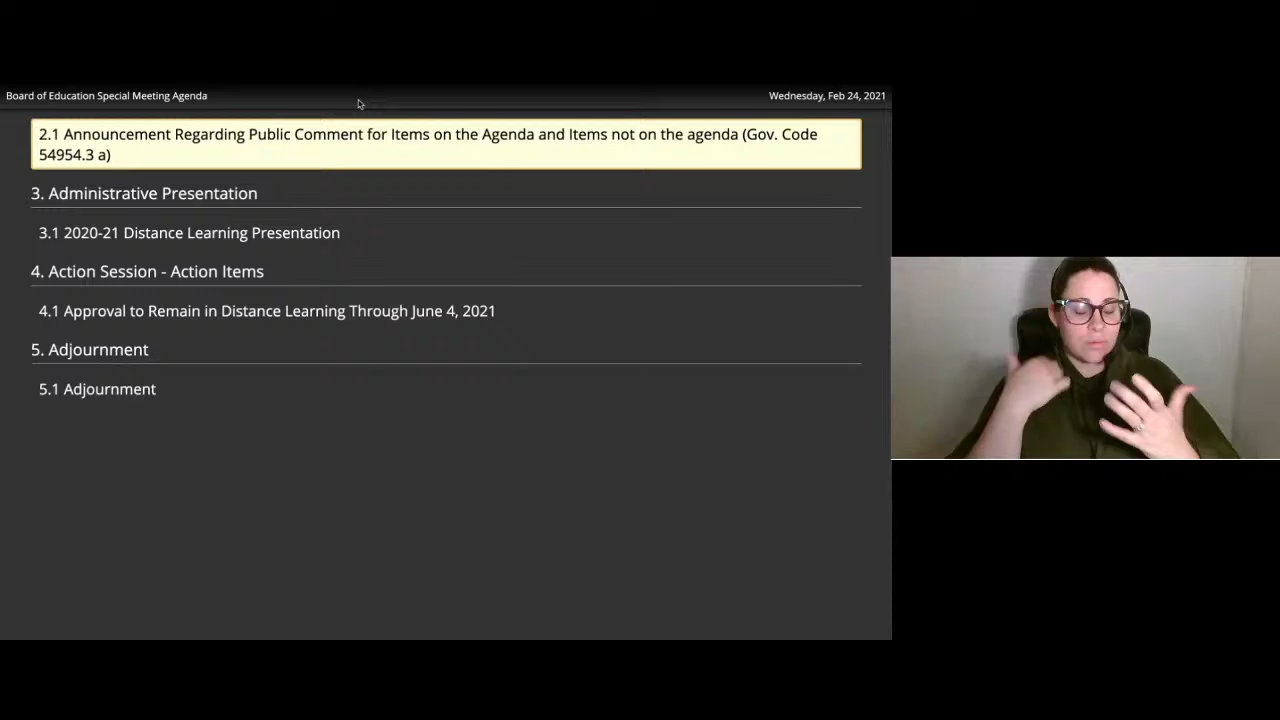 Board of Education Special Meeting Agenda
Wednesday, Feb 24, 2021
2.1 Announcement Regarding Public Comment for Items on the Agenda and Items not on the agenda (Gov. Code
54954.3 a)
3. Administrative Presentation
3.1 2020-21 Distance Learning Presentation
4. Action Session - Action Items
4.1 Approval to Remain in Distance Learning Through June 4, 2021
5. Adjournment
5.1 Adjournment